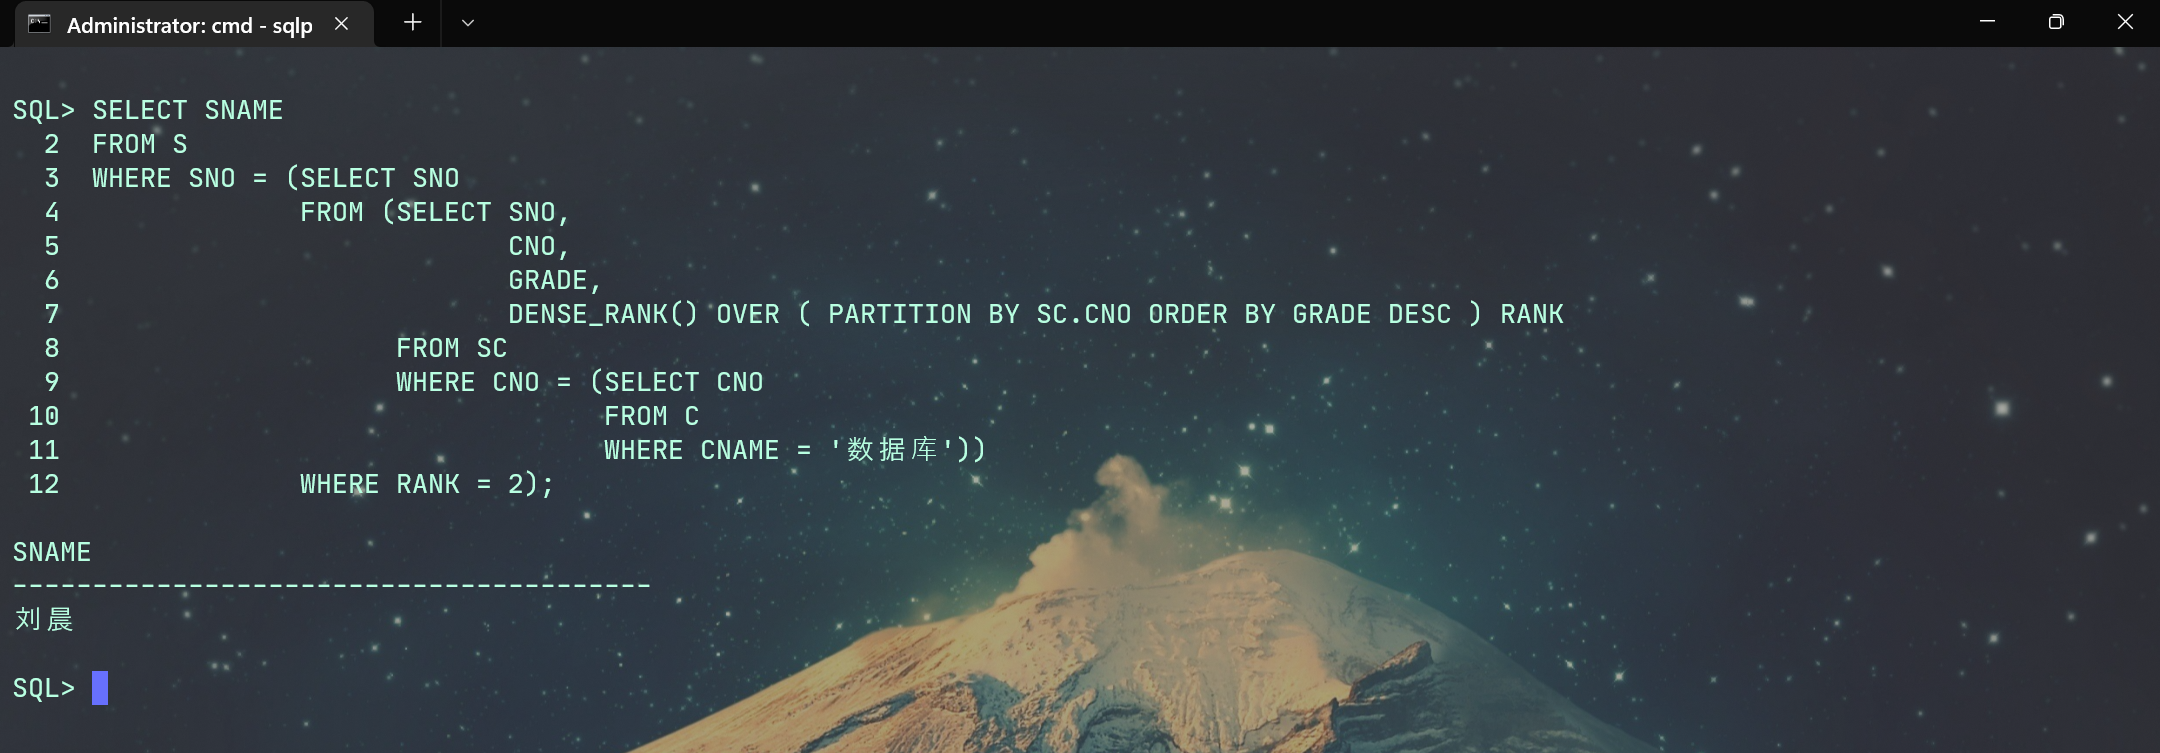 Administrator: cmd - sqlp
SQL> SELECT SNAME
  2  FROM S
  3  WHERE SNO = (SELECT SNO
  4               FROM (SELECT SNO,
  5                            CNO,
  6                            GRADE,
  7                            DENSE_RANK() OVER ( PARTITION BY SC.CNO ORDER BY GRADE DESC ) RANK
  8                     FROM SC
  9                     WHERE CNO = (SELECT CNO
 10                                  FROM C
 11                                  WHERE CNAME = '数据库'))
 12               WHERE RANK = 2);
SNAME
----------------------------------------
刘晨
SQL>